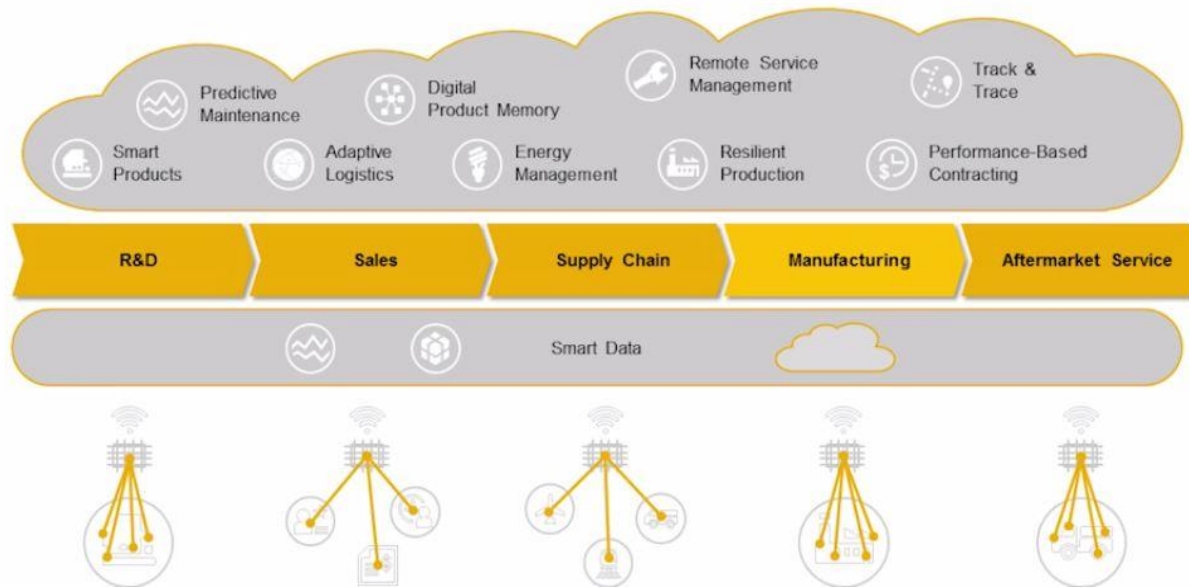 Predictive
Maintenance
Digital
Product Memory
Remote Service
Management
Track &
Trace
Smart
Products
Adaptive
Logistics
Energy
Management
Resilient
Production
Performance-Based
Contracting
R&D
Sales
Supply Chain
Manufacturing
Aftermarket Service
Smart Data